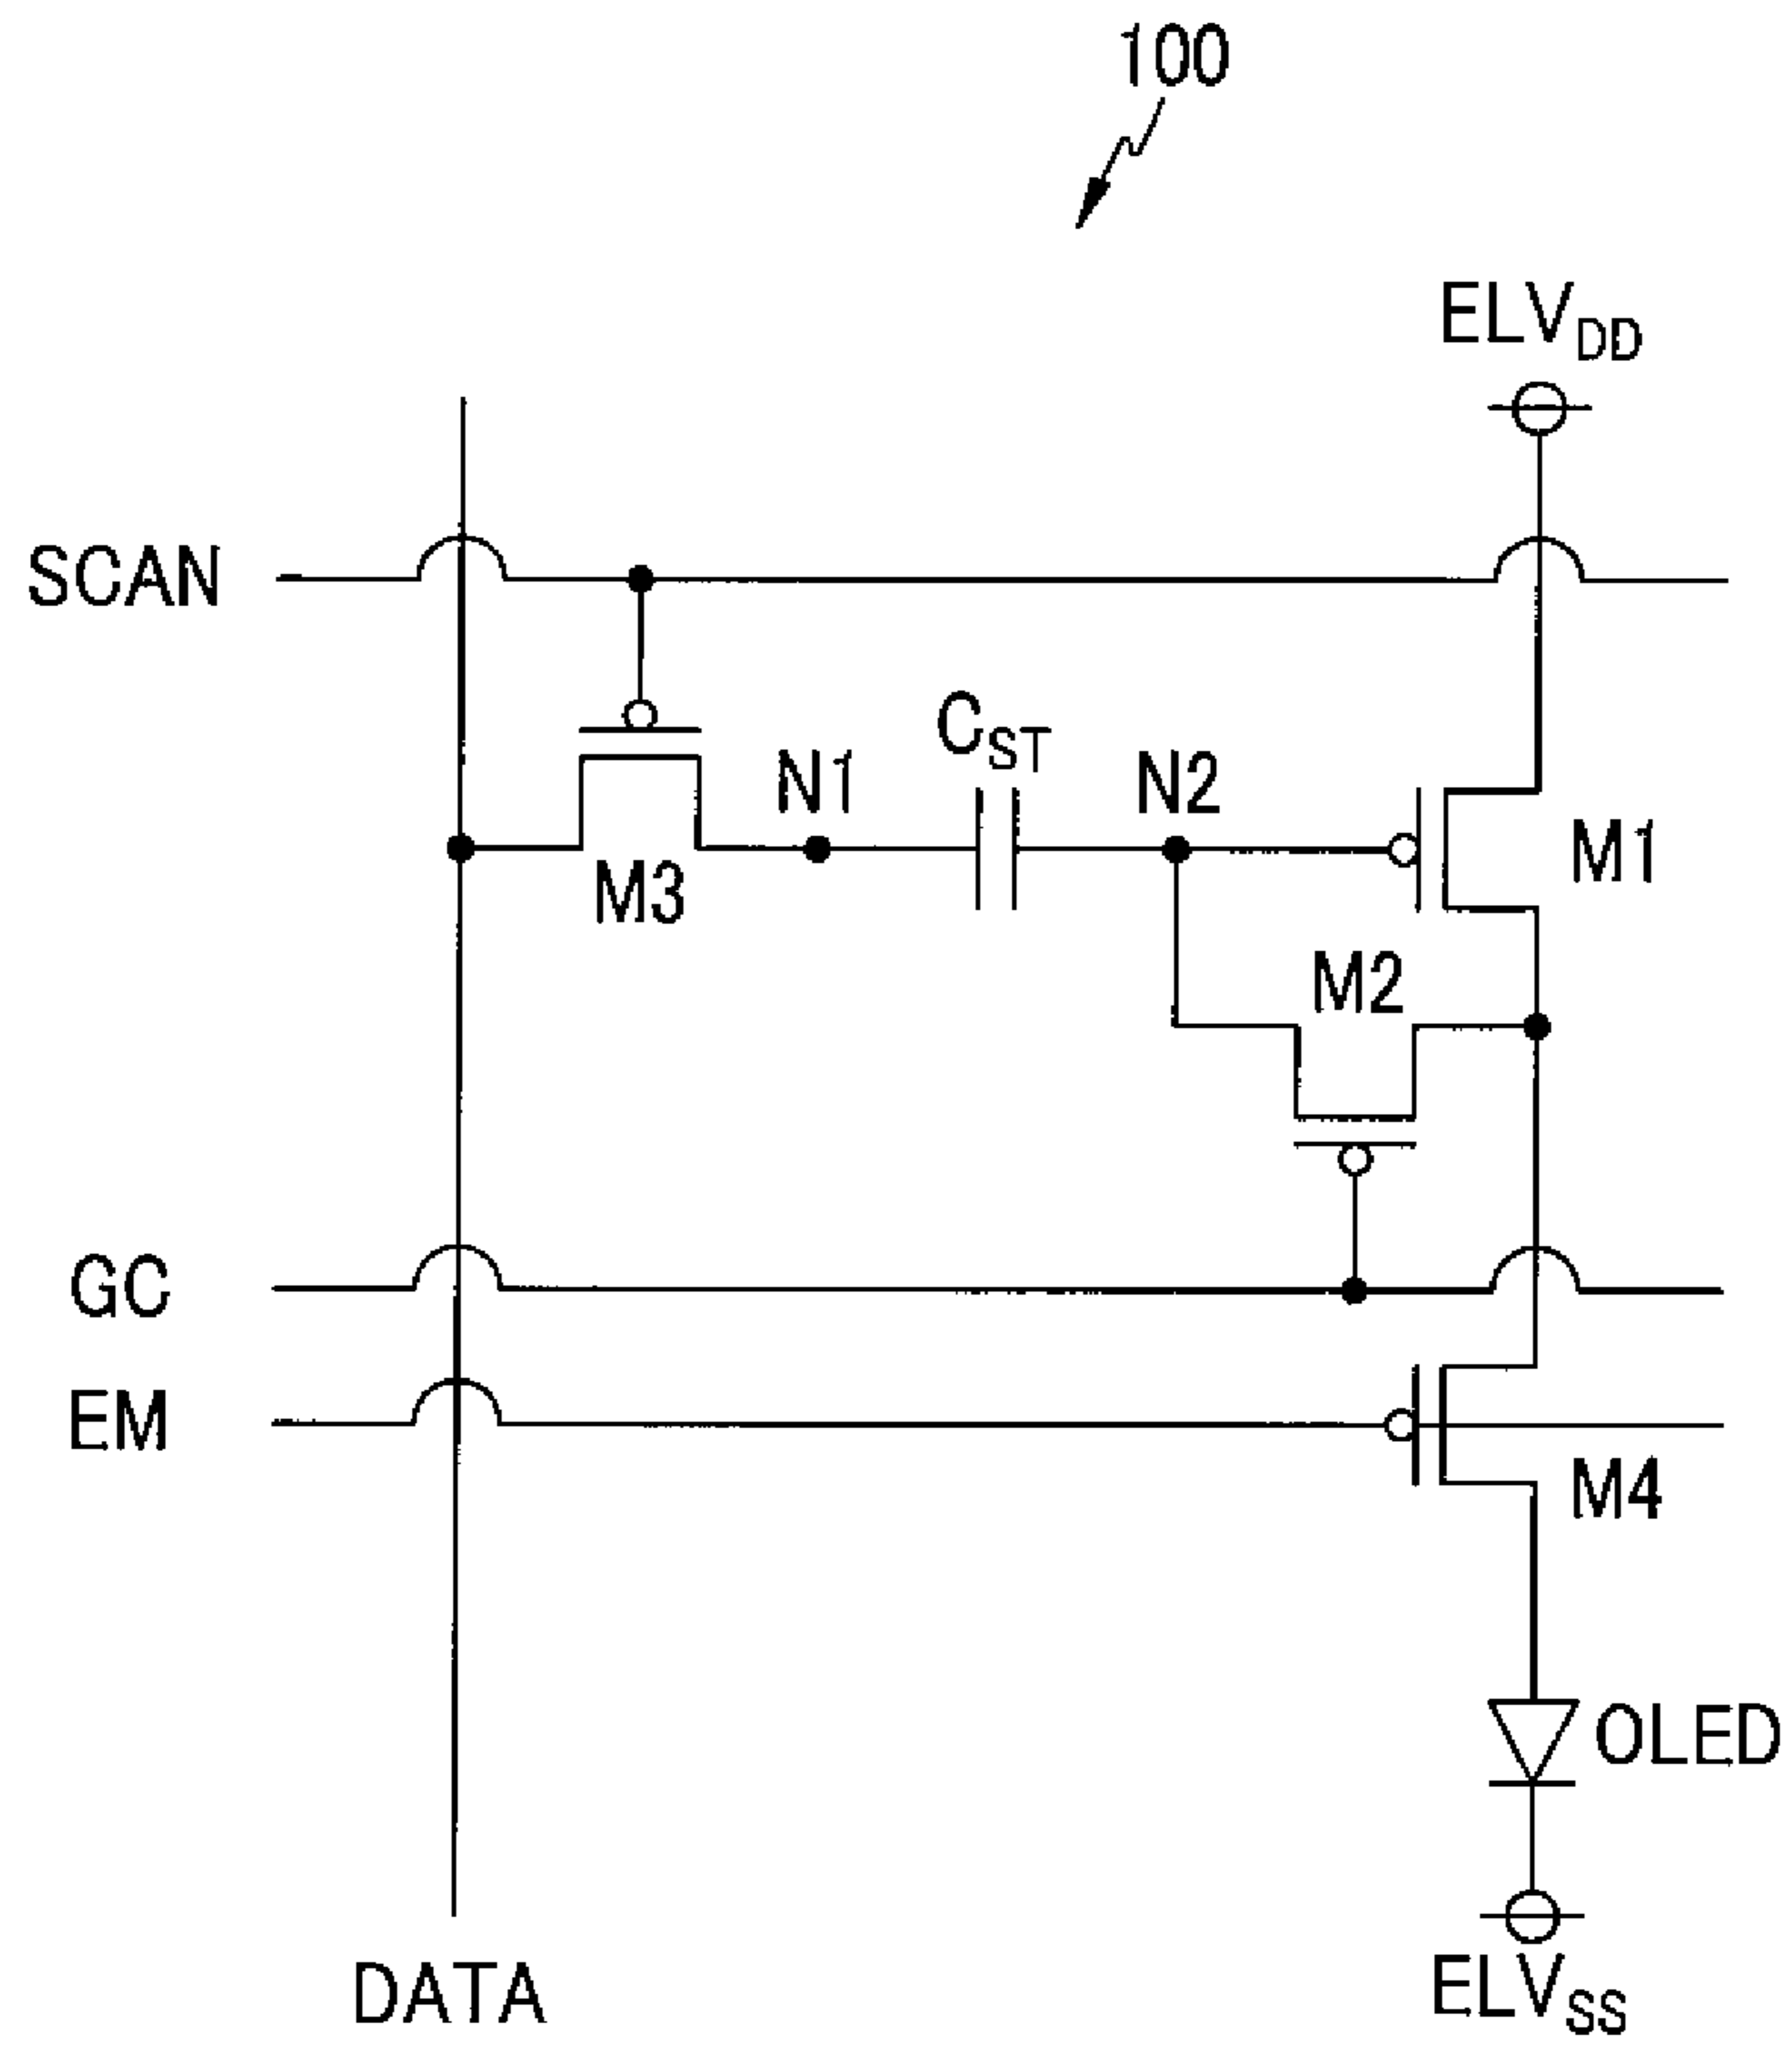 100
ELVDD
SCAN
CST
N1
N2
M1
M3
M2
GC
EM
M4
OLED
DATA
ELVSS